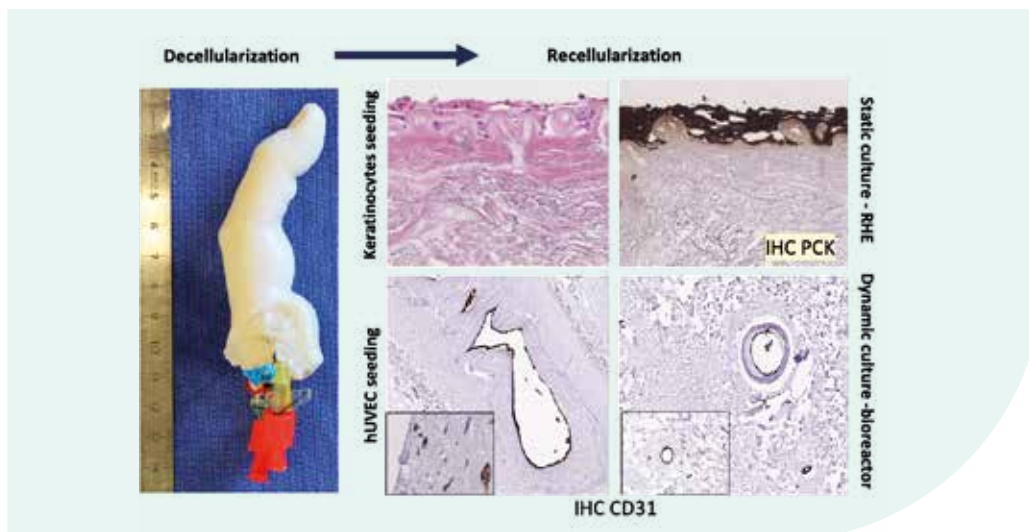 Decellularization
Recellularization
Keratinocytes seeding
Static culture - RHE
IHC PCK
hUVEC seeding
Dynamic culture -bioreactor
IHC CD31